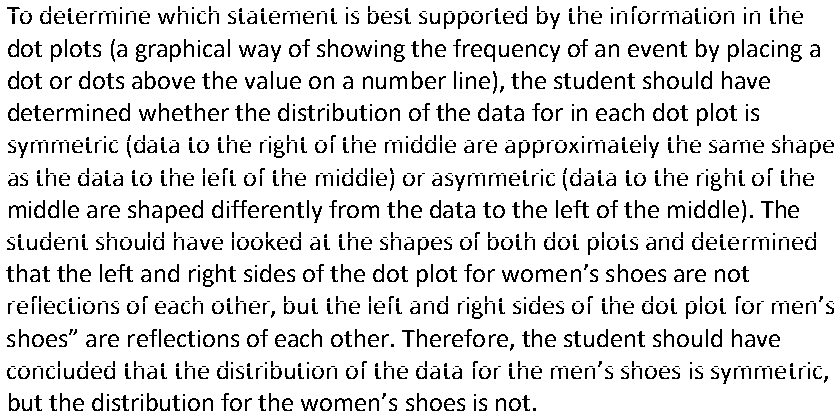 To determine which statement is best supported by the information in the
dot plots (a graphical way of showing the frequency of an event by placing a
dot or dots above the value on a number line), the student should have
determined whether the distribution of the data for in each dot plot is
symmetric (data to the right of the middle are approximately the same shape
as the data to the left of the middle) or asymmetric (data to the right of the
middle are shaped differently from the data to the left of the middle). The
student should have looked at the shapes of both dot plots and determined
that the left and right sides of the dot plot for women’s shoes are not
reflections of each other, but the left and right sides of the dot plot for men’s
shoes” are reflections of each other. Therefore, the student should have
concluded that the distribution of the data for the men’s shoes is symmetric,
but the distribution for the women’s shoes is not.